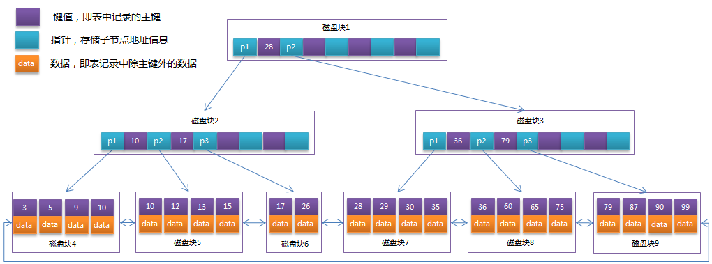 键值，即表中记录的主键
指针，存储子节点地址信息
data 数据，即表记录中除主键外的数据
磁盘块1
p1 28 p2
磁盘块2
p1 10 p2 17 p3
磁盘块3
p1 36 p2 79 p3
3 5 9 10
data data data data
磁盘块4
10 12 13 15
data data data data
磁盘块5
17 26
data data
磁盘块6
28 29 30 35
data data data data
磁盘块7
36 60 65 75
data data data data
磁盘块8
79 87 90 99
data data data data
磁盘块9